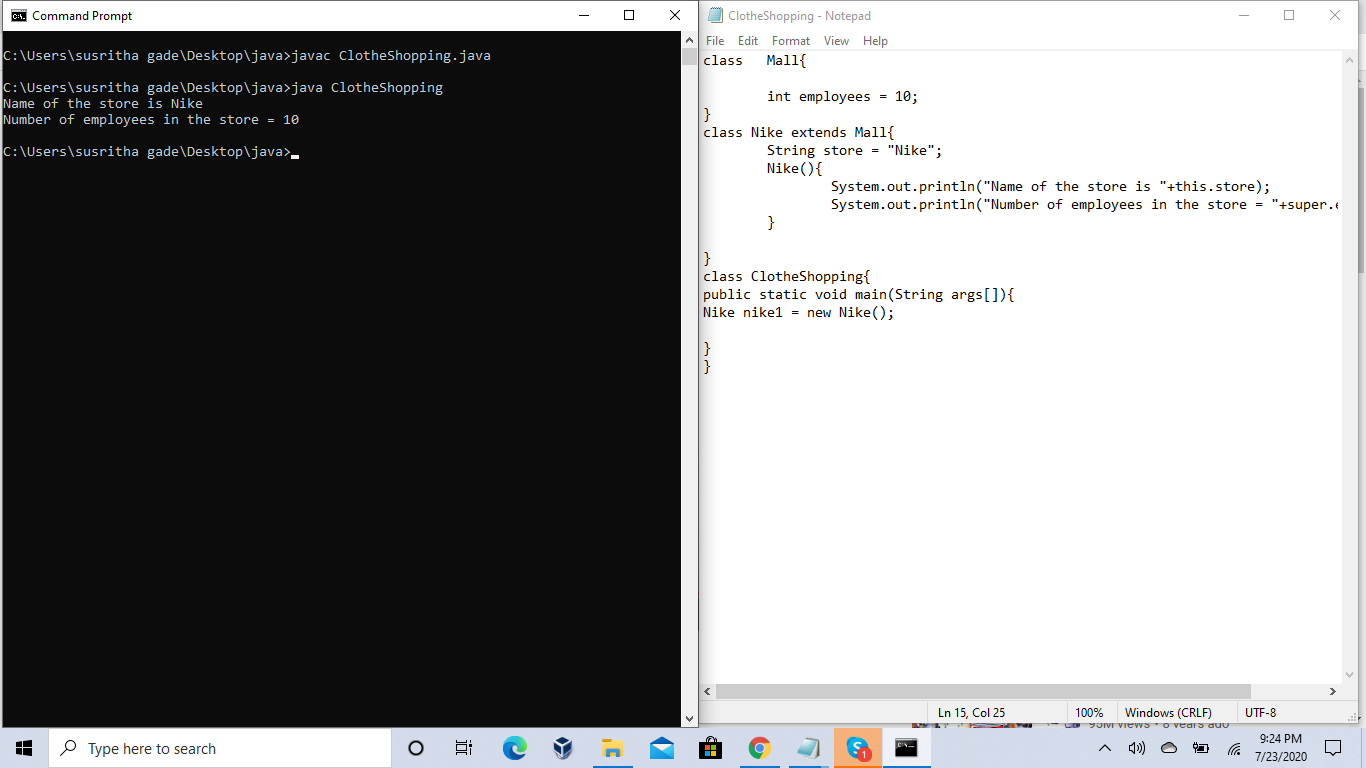 Command Prompt
C:\Users\susritha gade\Desktop\java>javac ClotheShopping.java
C:\Users\susritha gade\Desktop\java>java ClotheShopping
Name of the store is Nike
Number of employees in the store = 10
C:\Users\susritha gade\Desktop\java>
ClotheShopping - Notepad
File Edit Format View Help
class   Mall{
int employees = 10;
}
class Nike extends Mall{
String store = "Nike";
Nike(){
System.out.println("Name of the store is "+this.store);
System.out.println("Number of employees in the store = "+super.
}
}
class ClotheShopping{
public static void main(String args[]){
Nike nike1 = new Nike();
}
}
Ln 15, Col 25
100%
Windows (CRLF)
UTF-8
93M views • 8 years ago
Type here to search
1
9:24 PM
7/23/2020